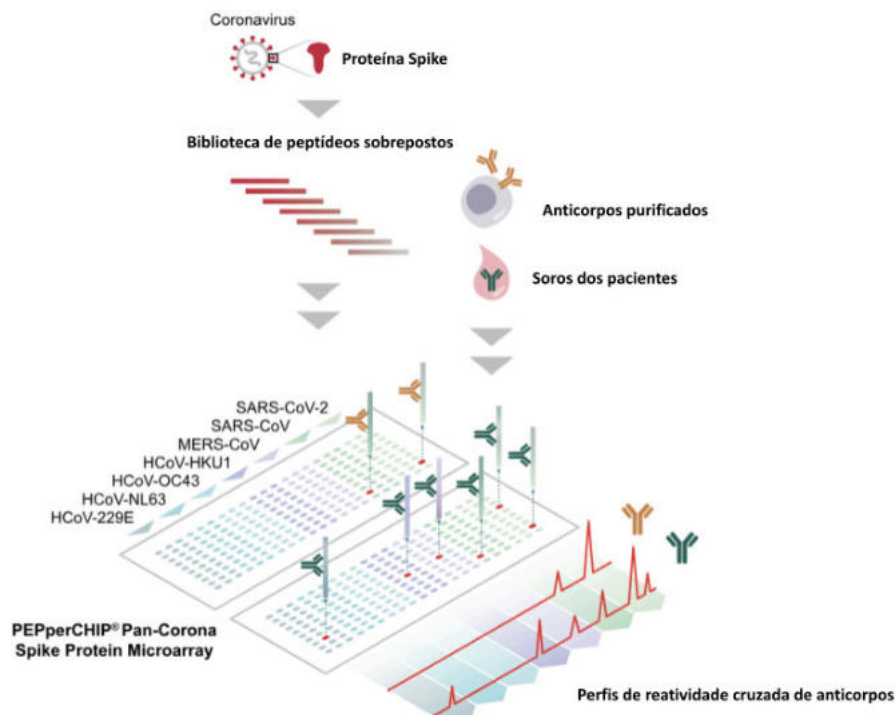 Coronavirus
Proteína Spike
Biblioteca de peptídeos sobrepostos
Anticorpos purificados
Soros dos pacientes
SARS-CoV-2
SARS-CoV
MERS-CoV
HCoV-HKU1
HCoV-OC43
HCoV-NL63
HCoV-229E
PEPperCHIP® Pan-Corona
Spike Protein Microarray
Perfis de reatividade cruzada de anticorpos